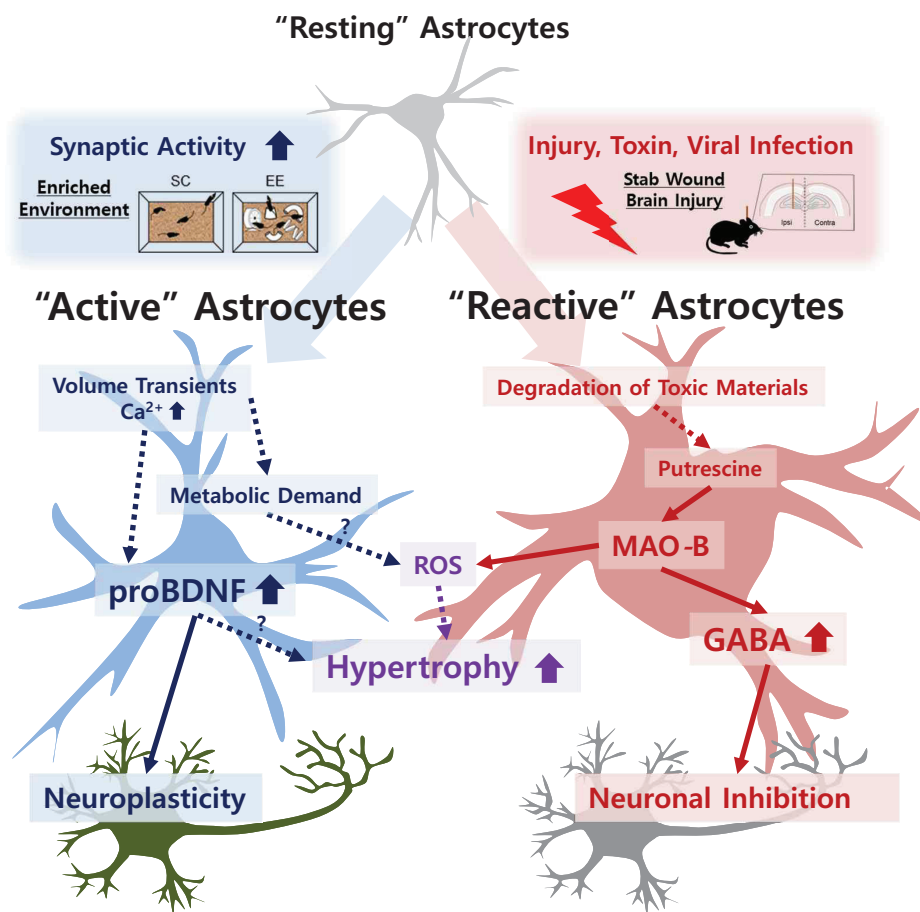 “Resting” Astrocytes
Synaptic Activity
Enriched
Environment
SC
EE
Injury, Toxin, Viral Infection
Stab Wound
Brain Injury
Ipsi
Contra
“Active” Astrocytes
“Reactive” Astrocytes
Volume Transients
Ca²⁺
Degradation of Toxic Materials
Metabolic Demand
Putrescine
?
MAO-B
ROS
proBDNF
?
GABA
Hypertrophy
Neuroplasticity
Neuronal Inhibition